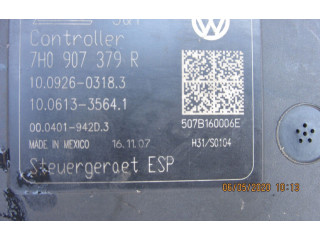 Controller
7H0 907 379 R
10.0926-0318.3
10.0613-3564.1
00.0401-942D.3
507B160006E
MADE IN MEXICO 16.11.07 H31/S0104
Steuergeraet ESP